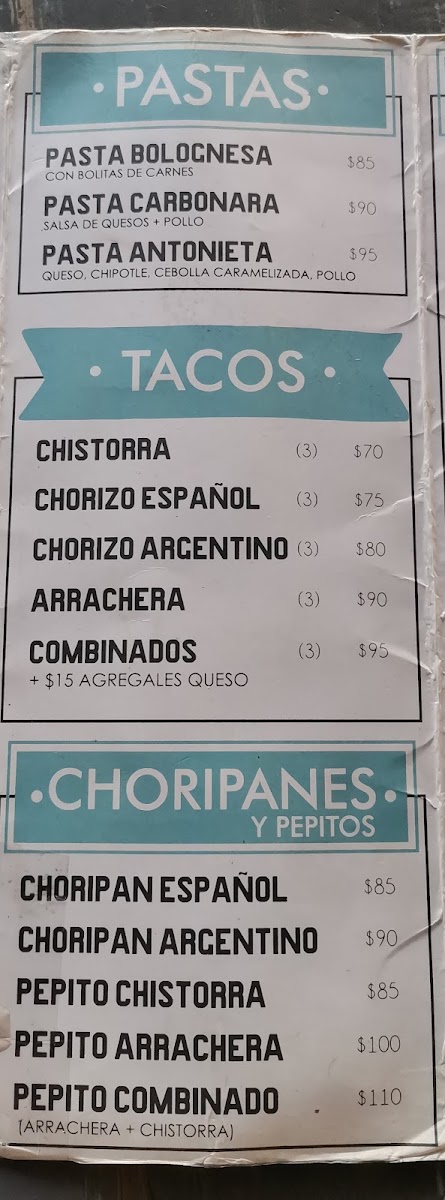 · PASTAS ·
PASTA BOLOGNESA $85
CON BOLITAS DE CARNES
PASTA CARBONARA $90
SALSA DE QUESOS + POLLO
PASTA ANTONIETA $95
QUESO, CHIPOTLE, CEBOLLA CARAMELIZADA, POLLO
· TACOS ·
CHISTORRA (3) $70
CHORIZO ESPAÑOL (3) $75
CHORIZO ARGENTINO (3) $80
ARRACHERA (3) $90
COMBINADOS (3) $95
+ $15 AGREGALES QUESO
· CHORIPANES ·
Y PEPITOS
CHORIPAN ESPAÑOL $85
CHORIPAN ARGENTINO $90
PEPITO CHISTORRA $85
PEPITO ARRACHERA $100
PEPITO COMBINADO $110
(ARRACHERA + CHISTORRA)